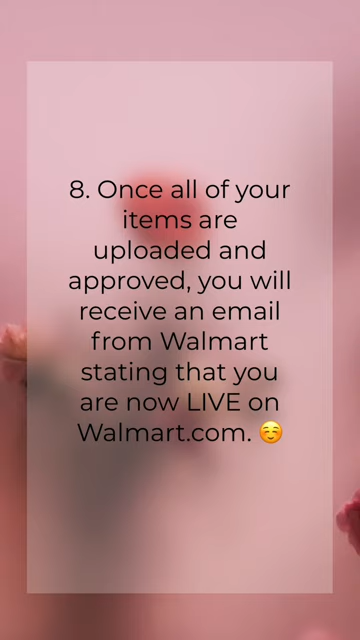 8. Once all of your
items are
uploaded and
approved, you will
receive an email
from Walmart
stating that you
are now LIVE on
Walmart.com. ☺️